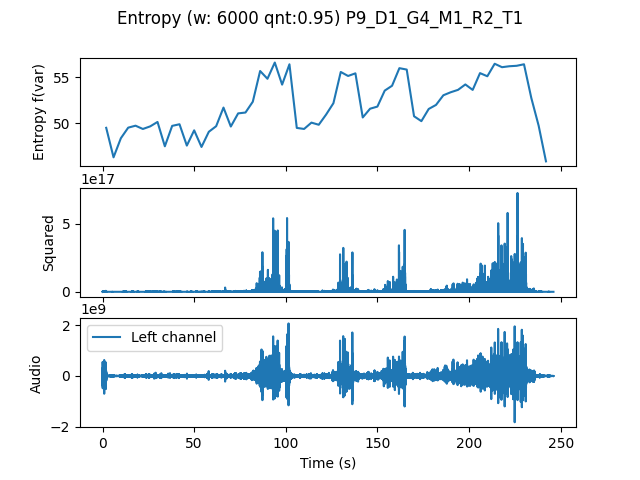 Entropy (w: 6000 qnt:0.95) P9_D1_G4_M1_R2_T1
Entropy f(var)
55
50
1e17
Squared
5
0
1e9
Audio
2
0
−2
Left channel
0
50
100
150
200
250
Time (s)